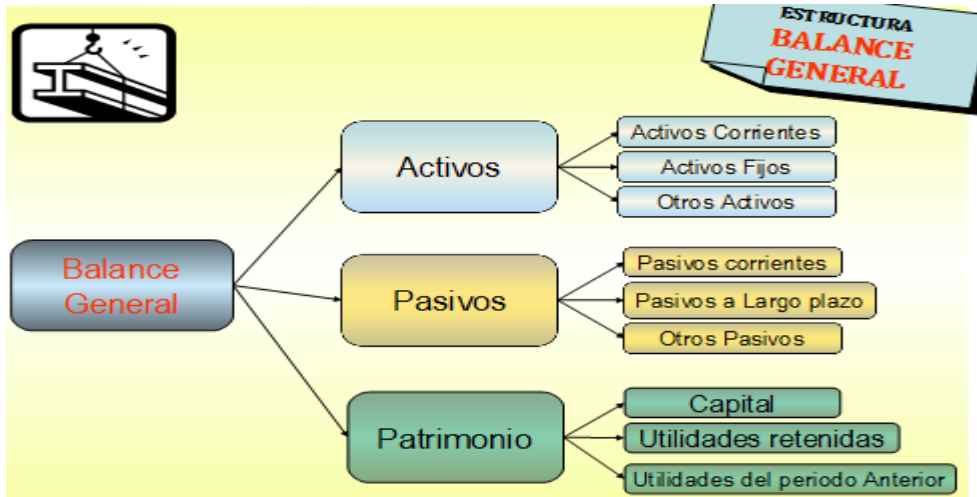 ESTRUCTURA
BALANCE
GENERAL
Balance
General
Activos
Activos Corrientes
Activos Fijos
Otros Activos
Pasivos
Pasivos corrientes
Pasivos a Largo plazo
Otros Pasivos
Patrimonio
Capital
Utilidades retenidas
Utilidades del periodo Anterior